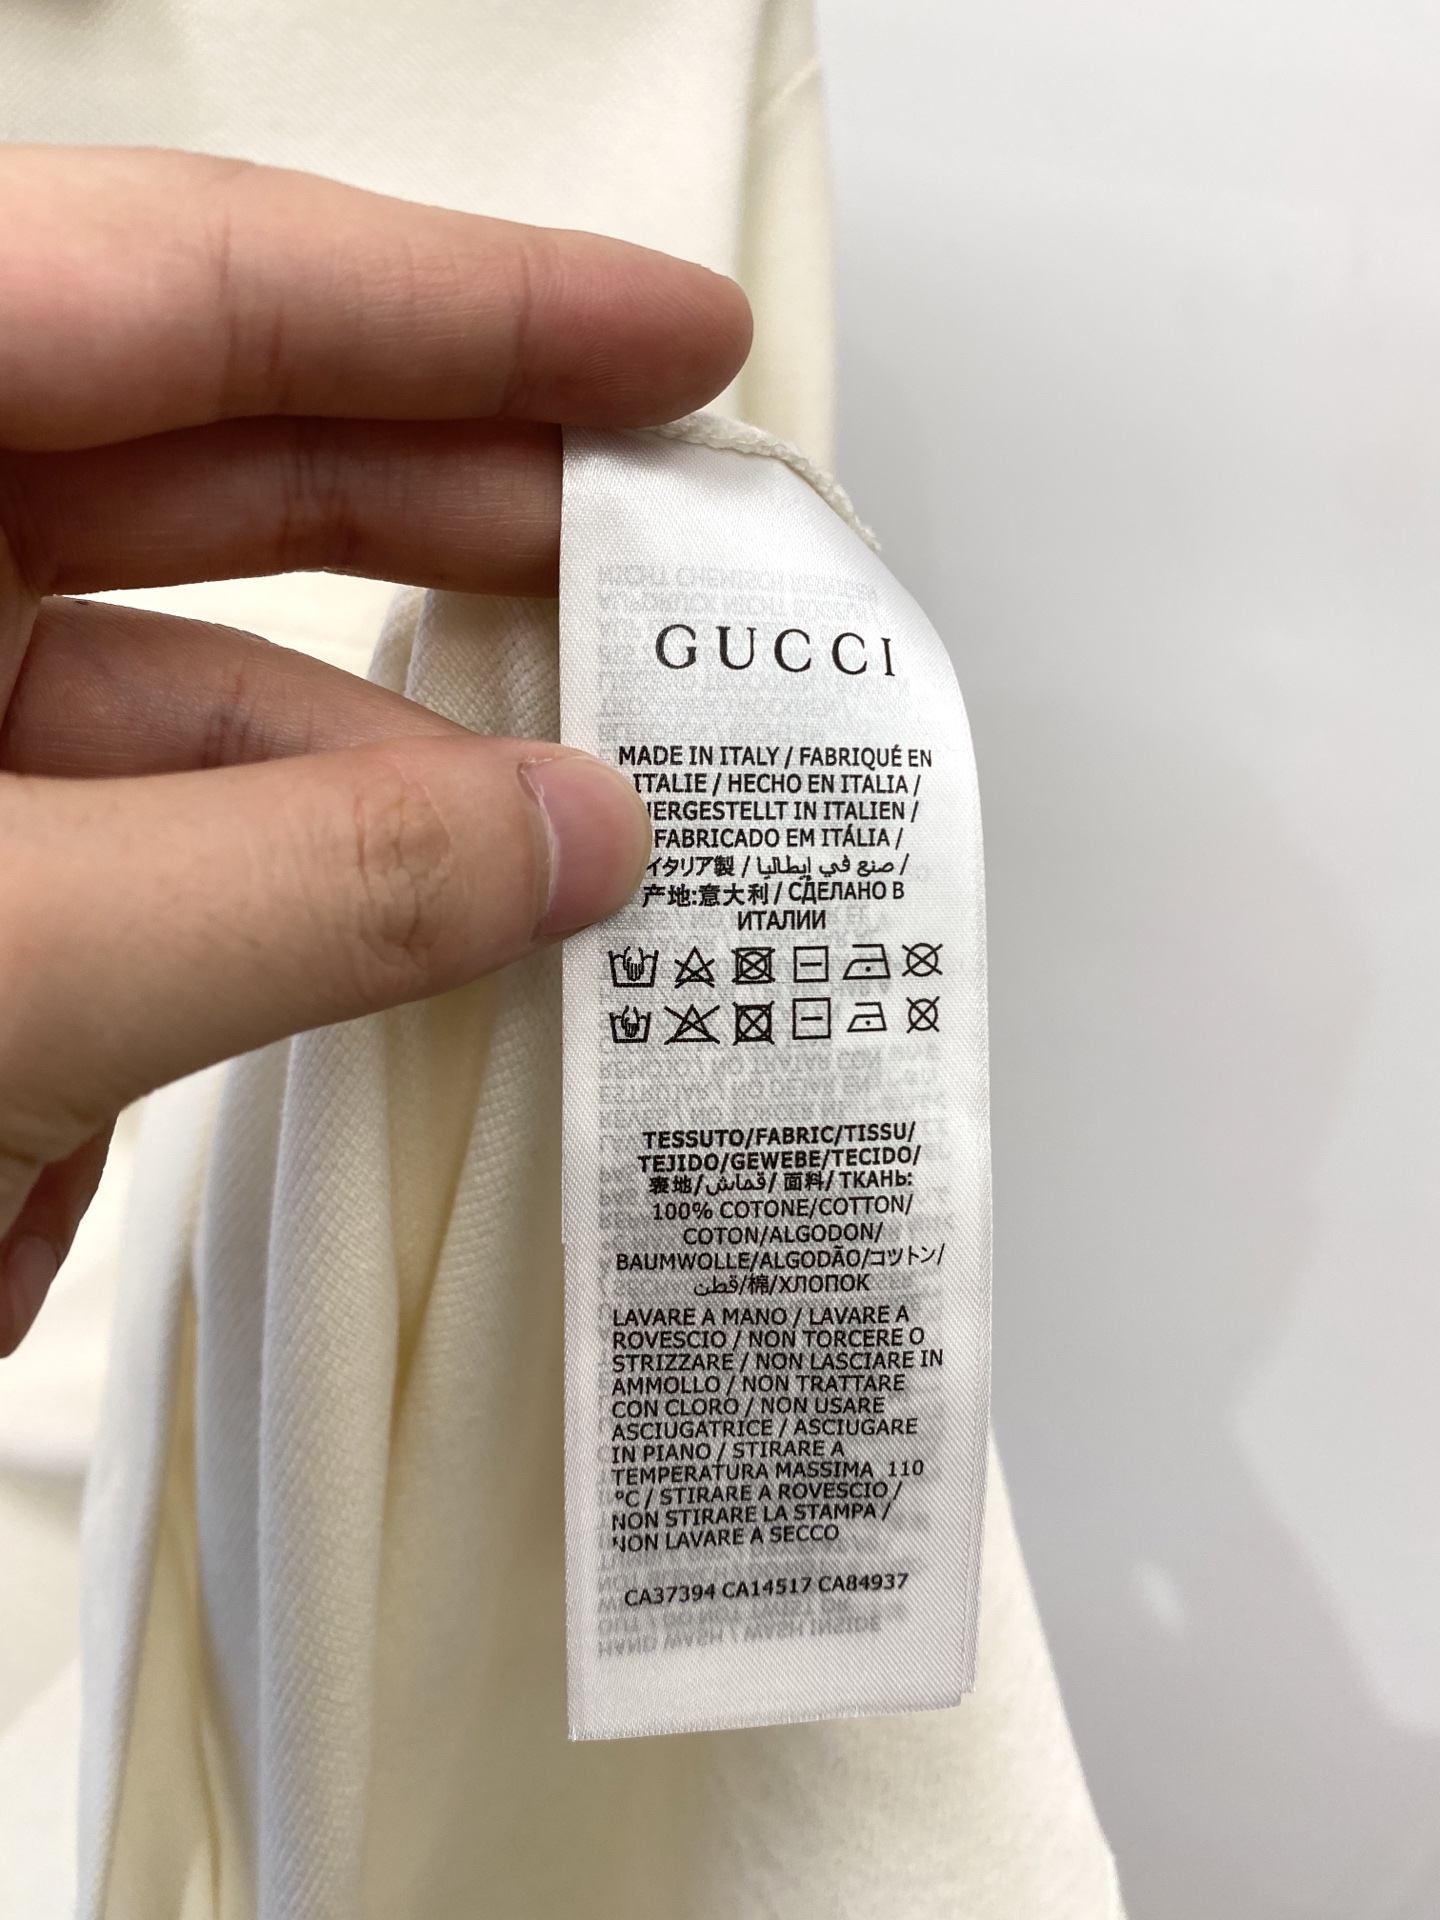 GUCCI
MADE IN ITALY / FABRIQUÉ EN
ITALIE / HECHO EN ITALIA /
HERGESTELLT IN ITALIEN /
FABRICADO EM ITÁLIA /
イタリア製 / صنع في إيطاليا /
产地:意大利 / СДЕЛАНО В
ИТАЛИИ
TESSUTO/FABRIC/TISSU/
TEJIDO/GEWEBE/TECIDO/
表地/قماش/ 面料/ ТКАНЬ:
100% COTONE/COTTON/
COTON/ALGODON/
BAUMWOLLE/ALGODÃO/コットン/
قطن/棉/ХЛОПОК
LAVARE A MANO / LAVARE A
ROVESCIO / NON TORCERE O
STRIZZARE / NON LASCIARE IN
AMMOLLO / NON TRATTARE
CON CLORO / NON USARE
ASCIUGATRICE / ASCIUGARE
IN PIANO / STIRARE A
TEMPERATURA MASSIMA 110
°C / STIRARE A ROVESCIO /
NON STIRARE LA STAMPA /
NON LAVARE A SECCO
CA37394 CA14517 CA84937